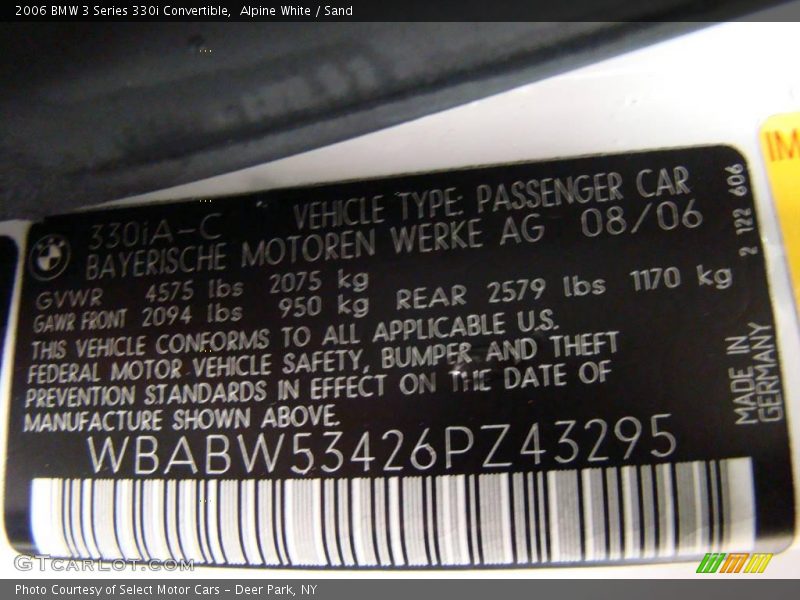 2006 BMW 3 Series 330i Convertible,  Alpine White / Sand
IM
330iA-C VEHICLE TYPE. PASSENGER CAR
BAYERISCHE MOTOREN WERKE AG 08/06
GVWR 4575 lbs 2075 kg
GAWR FRONT 2094 lbs 950 kg REAR 2579 lbs 1170 kg
THIS VEHICLE CONFORMS TO ALL APPLICABLE U.S.
FEDERAL MOTOR VEHICLE SAFETY, BUMPER AND THEFT
PREVENTION STANDARDS IN EFFECT ON THE DATE OF
MANUFACTURE SHOWN ABOVE.
2 122 606
MADE IN
GERMANY
WBABW53426PZ43295
GTCARLOT.COM
Photo Courtesy of Select Motor Cars - Deer Park, NY